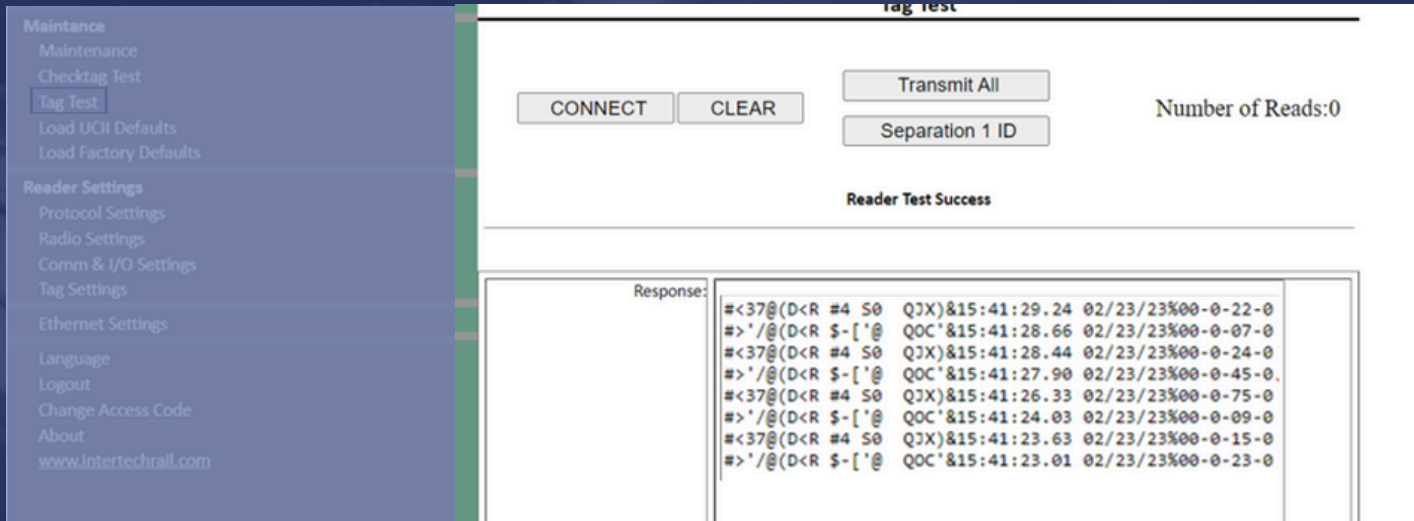 Maintance
Maintenance
Checktag Test
Tag Test
Load UCII Defaults
Load Factory Defaults
Reader Settings
Protocol Settings
Radio Settings
Comm & I/O Settings
Tag Settings
Ethernet Settings
Language
Logout
Change Access Code
About
www.intertechrail.com
Tag Test
CONNECT CLEAR
Transmit All
Separation 1 ID
Number of Reads:0
Reader Test Success
Response:
#<37@(D<R #4 S0  QJX)&15:41:29.24 02/23/23%00-0-22-0
#>'/@(D<R $-['@  QOC'&15:41:28.66 02/23/23%00-0-07-0
#<37@(D<R #4 S0  QJX)&15:41:28.44 02/23/23%00-0-24-0
#>'/@(D<R $-['@  QOC'&15:41:27.90 02/23/23%00-0-45-0
#<37@(D<R #4 S0  QJX)&15:41:26.33 02/23/23%00-0-75-0
#>'/@(D<R $-['@  QOC'&15:41:24.03 02/23/23%00-0-09-0
#<37@(D<R #4 S0  QJX)&15:41:23.63 02/23/23%00-0-15-0
#>'/@(D<R $-['@  QOC'&15:41:23.01 02/23/23%00-0-23-0